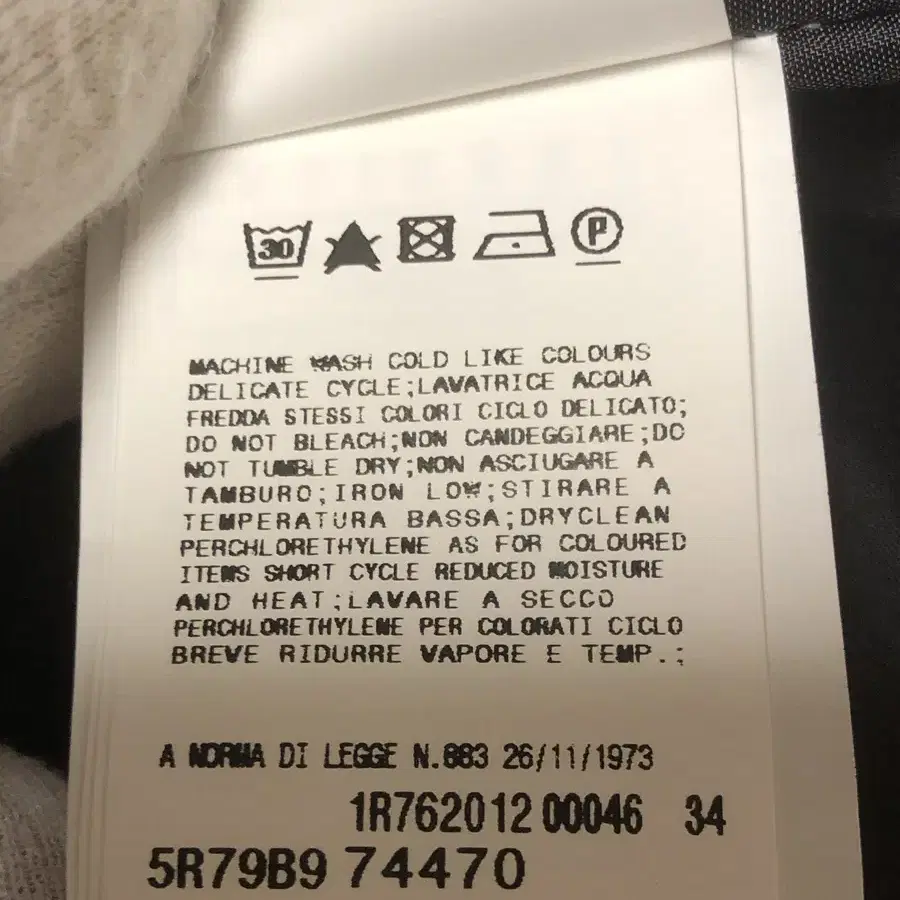 30 P
MACHINE WASH COLD LIKE COLOURS
DELICATE CYCLE;LAVATRICE ACQUA
FREDDA STESSI COLORI CICLO DELICATO;
DO NOT BLEACH;NON CANDEGGIARE;DO
NOT TUMBLE DRY;NON ASCIUGARE A
TAMBURO;IRON LOW;STIRARE A
TEMPERATURA BASSA;DRYCLEAN
PERCHLORETHYLENE AS FOR COLOURED
ITEMS SHORT CYCLE REDUCED MOISTURE
AND HEAT;LAVARE A SECCO
PERCHLORETHYLENE PER COLORATI CICLO
BREVE RIDURRE VAPORE E TEMP.;
A NORMA DI LEGGE N.883 26/11/1973
1R762012 00046 34
5R79B9 74470